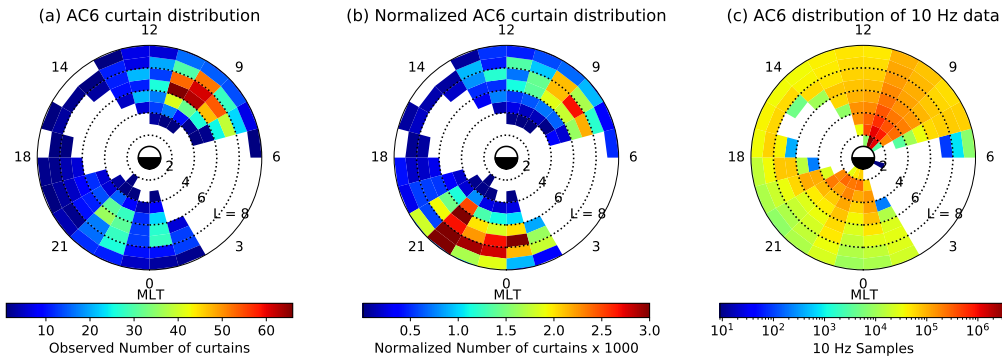 (a) AC6 curtain distribution
12
14
9
18
6
21
3
0
MLT
2
4
6
L = 8
10 20 30 40 50 60
Observed Number of curtains
(b) Normalized AC6 curtain distribution
12
14
9
18
6
21
3
0
MLT
2
4
6
L = 8
0.5 1.0 1.5 2.0 2.5 3.0
Normalized Number of curtains x 1000
(c) AC6 distribution of 10 Hz data
12
14
9
18
6
21
3
0
MLT
2
4
6
L = 8
10¹ 10² 10³ 10⁴ 10⁵ 10⁶
10 Hz Samples